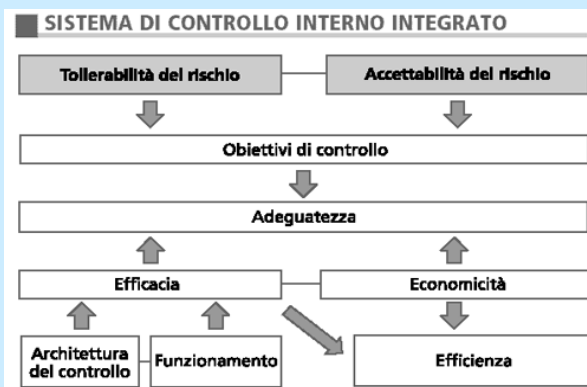 SISTEMA DI CONTROLLO INTERNO INTEGRATO
Tollerabilità del rischio
Accettabilità del rischio
Obiettivi di controllo
Adeguatezza
Efficacia
Economicità
Architettura
del controllo
Funzionamento
Efficienza